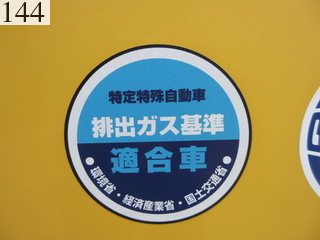 144
特定特殊自動車
排出ガス基準
適合車
・環境省・経済産業省・国土交通省・